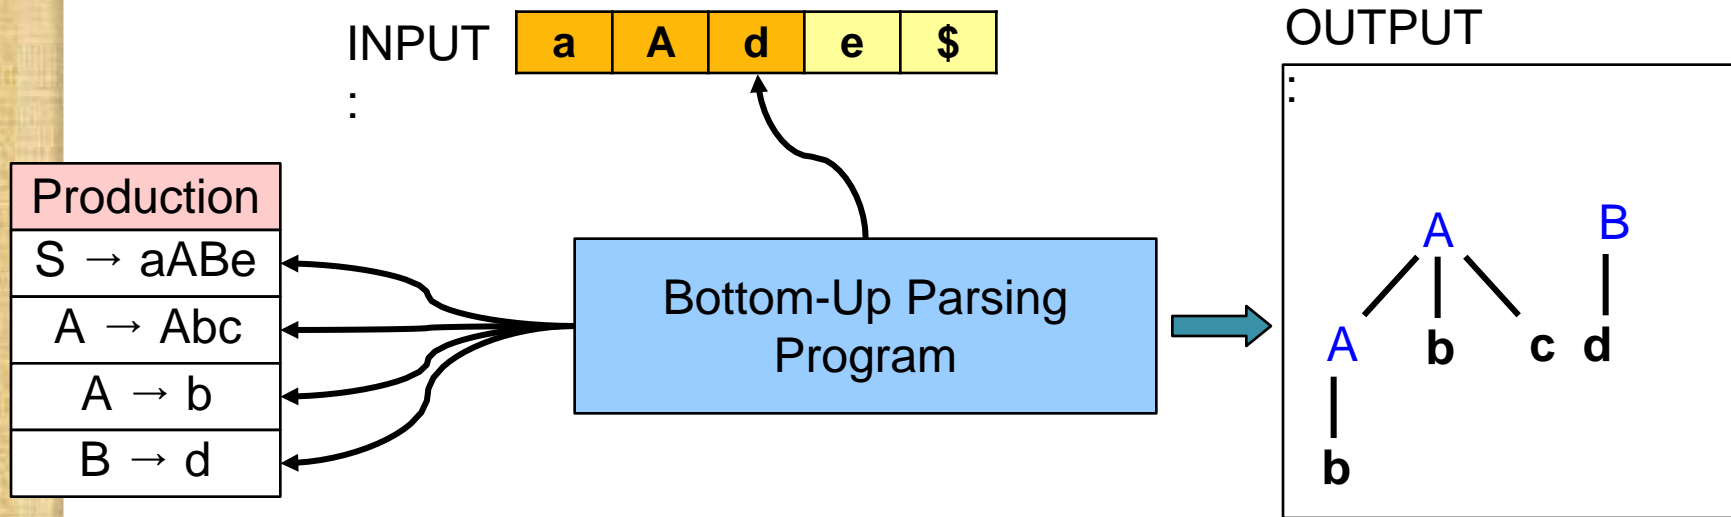 INPUT
:
a A d e $
OUTPUT
:
Production
S → aABe
A → Abc
A → b
B → d
Bottom-Up Parsing
Program
A B
A b c d
b